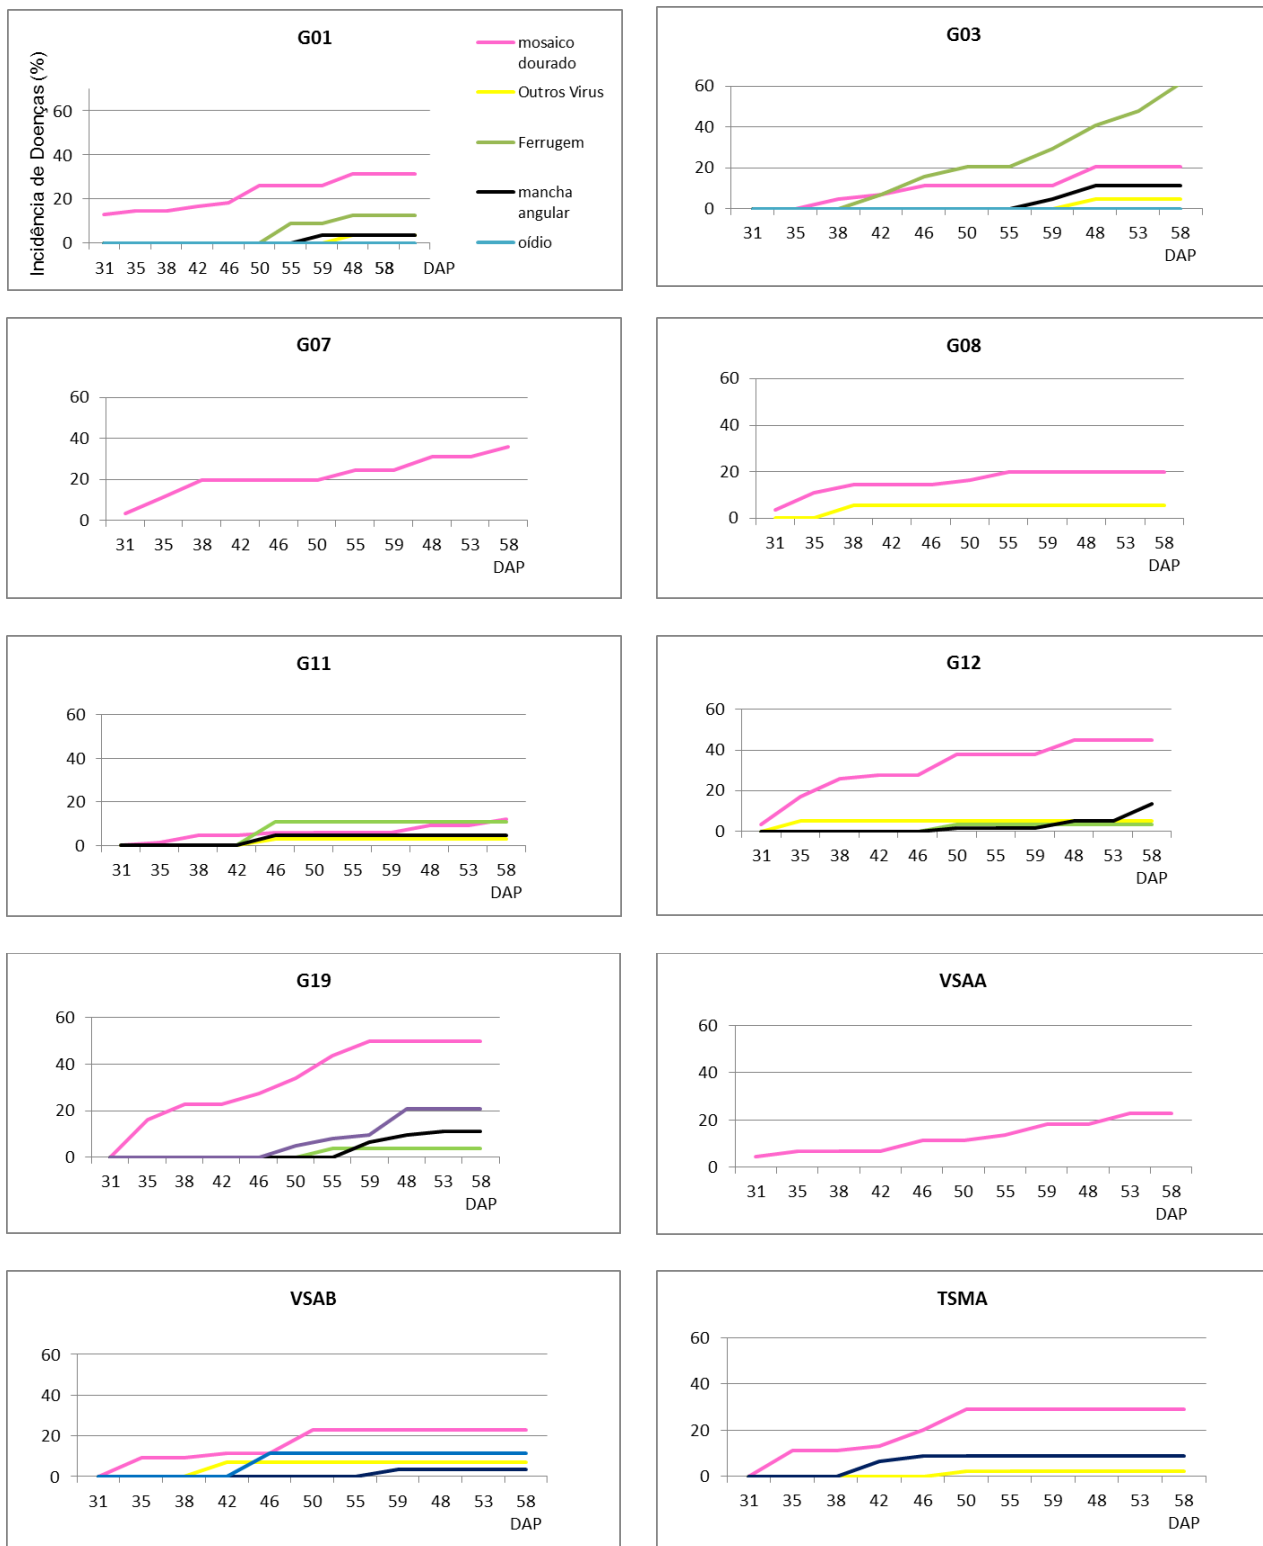 G01
Incidência de Doenças (%)
60
40
20
0
31 35 38 42 46 50 55 59 48 58 DAP
mosaico
dourado
Outros Virus
Ferrugem
mancha
angular
oídio
G03
60
40
20
0
31 35 38 42 46 50 55 59 48 53 58
DAP
G07
60
40
20
0
31 35 38 42 46 50 55 59 48 53 58
DAP
G08
60
40
20
0
31 35 38 42 46 50 55 59 48 53 58
DAP
G11
60
40
20
0
31 35 38 42 46 50 55 59 48 53 58
DAP
G12
60
40
20
0
31 35 38 42 46 50 55 59 48 53 58
DAP
G19
60
40
20
0
31 35 38 42 46 50 55 59 48 53 58
DAP
VSAA
60
40
20
0
31 35 38 42 46 50 55 59 48 53 58
DAP
VSAB
60
40
20
0
31 35 38 42 46 50 55 59 48 53 58
DAP
TSMA
60
40
20
0
31 35 38 42 46 50 55 59 48 53 58
DAP